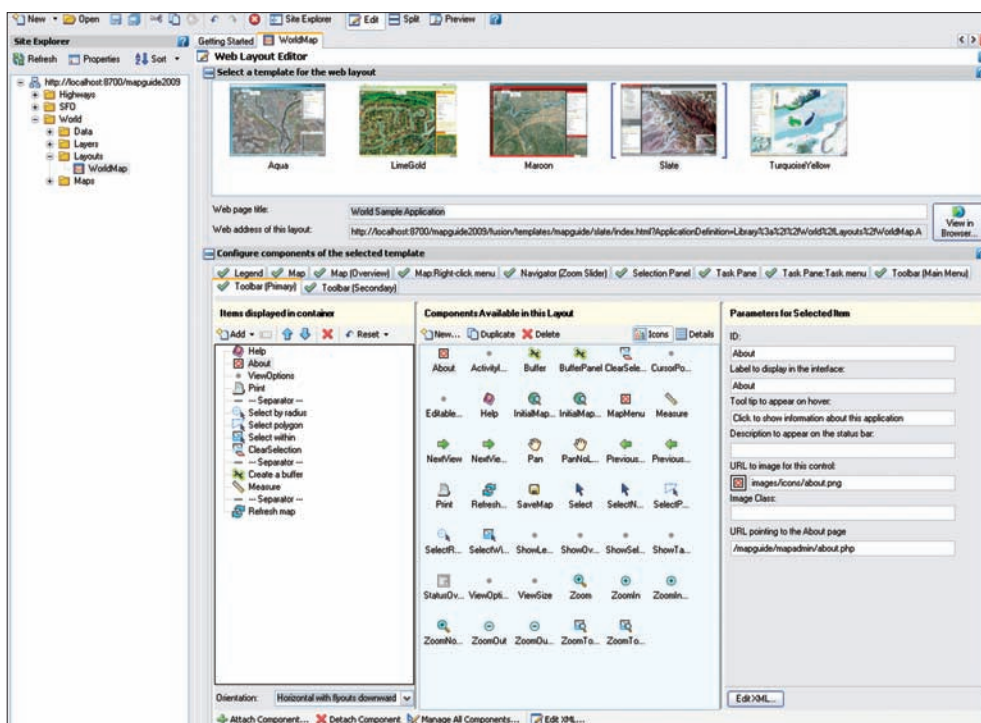 New Open Site Explorer Edit Split Preview
Site Explorer
Refresh Properties Sort
http://localhost:8700/mapguide2009
Highways
SFO
World
Data
Layers
Layouts
WorldMap
Maps
Getting Started WorldMap
Web Layout Editor
Select a template for the web layout
Aqua LimeGold Maroon Slate TurquoiseYellow
Web page title: World Sample Application
Web address of this layout: http://localhost:8700/mapguide2009/fusion/templates/mapguide/slate/index.html?ApplicationDefinition=Library%3a%2f%2fWorld%2fLayouts%2fWorldMap.A
View in
Browser...
Configure components of the selected template
Legend Map Map (Overview) Map:Right-click menu Navigator (Zoom Slider) Selection Panel Task Pane Task Pane:Task menu Toolbar (Main Menu)
Toolbar (Primary) Toolbar (Secondary)
Items displayed in container
Add Reset
Help
About
ViewOptions
Print
--- Separator ---
Select by radius
Select polygon
Select within
ClearSelection
--- Separator ---
Create a buffer
Measure
--- Separator ---
Refresh map
Orientation: Horizontal with flyouts downward
Components Available in this Layout
New... Duplicate Delete Icons Details
About ActivityI... Buffer BufferPanel ClearSele... CursorPo...
Editable... Help InitialMap... InitialMap... MapMenu Measure
NextView NextVie... Pan PanNoL... Previous... Previous...
Print Refresh... SaveMap Select SelectN... SelectP...
SelectR... SelectWi... ShowLe... ShowOv... ShowSel... ShowTa...
StatusOv... ViewOpti... ViewSize Zoom ZoomIn ZoomIn...
ZoomNo... ZoomOut ZoomOu... ZoomTo... ZoomTo...
Parameters for Selected Item
ID:
About
Label to display in the interface:
About
Tool tip to appear on hover:
Click to show information about this application
Description to appear on the status bar:
URL to image for this control:
images/icons/about.png
Image Class:
URL pointing to the About page
/mapguide/mapadmin/about.php
Edit XML...
Attach Component... Detach Component Manage All Components... Edit XML...